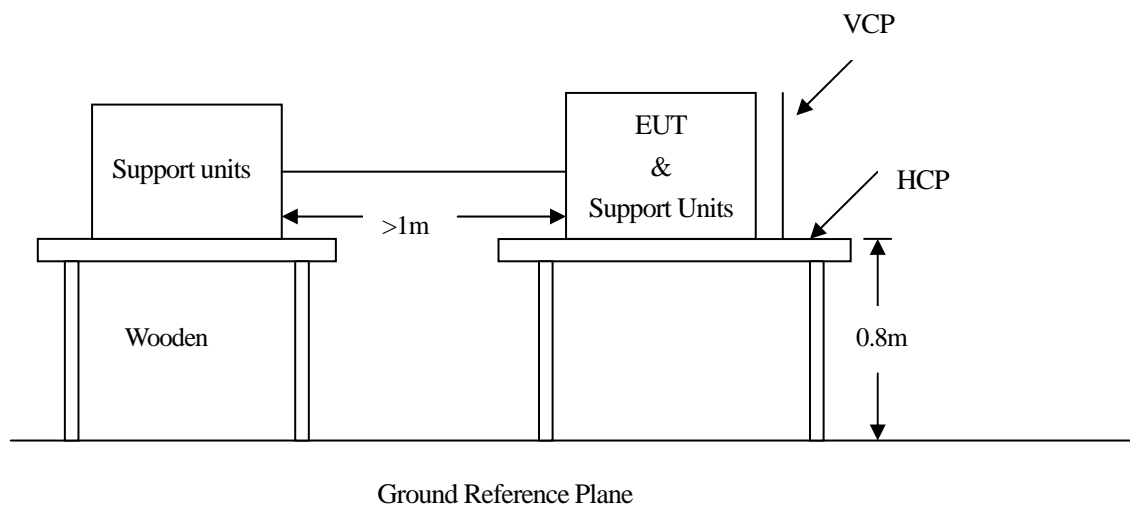 VCP
EUT
&
Support Units
Support units
HCP
>1m
Wooden
0.8m
Ground Reference Plane